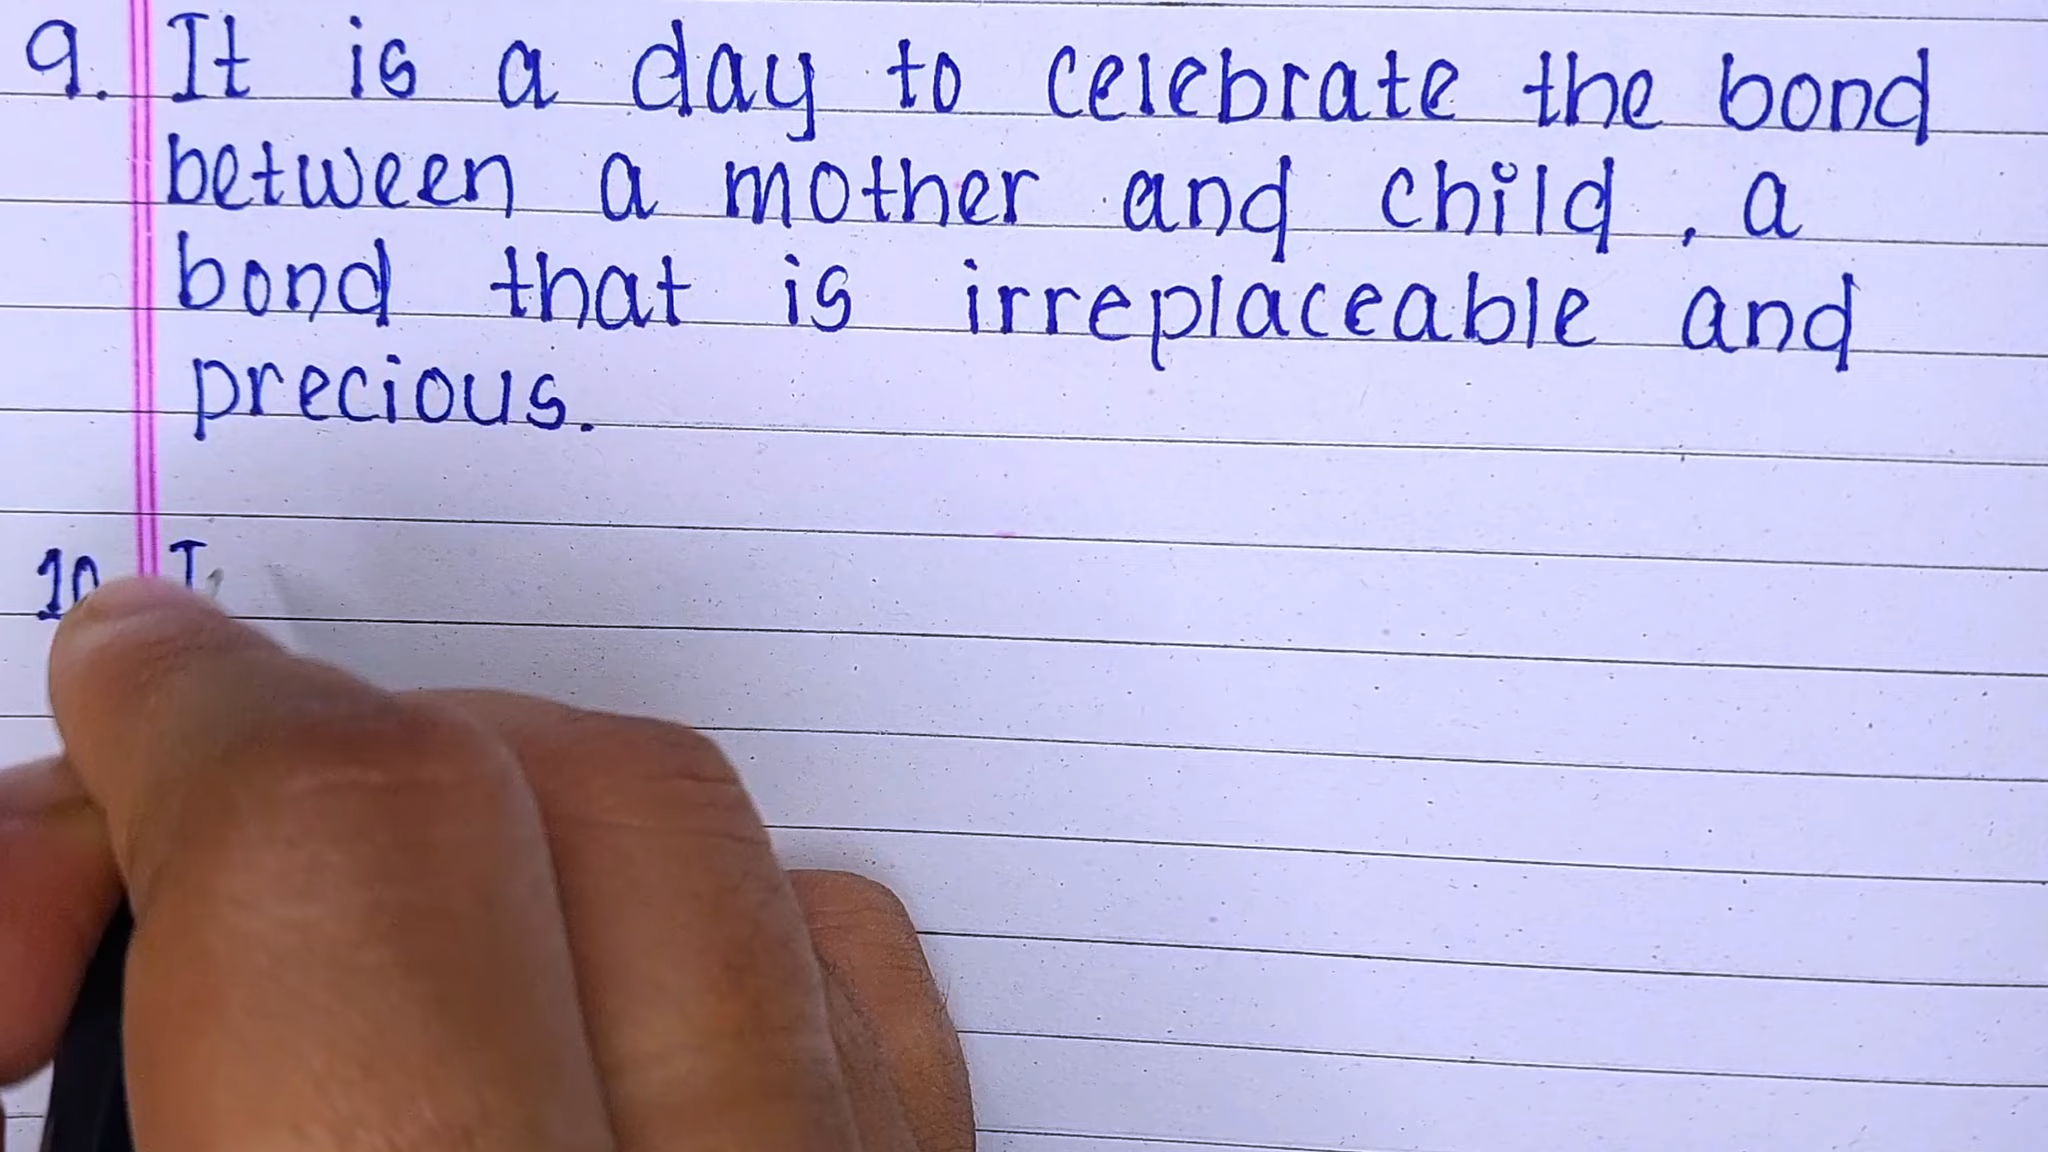 9. It is a day to celebrate the bond
between a mother and child, a
bond that is irreplaceable and
precious.
10